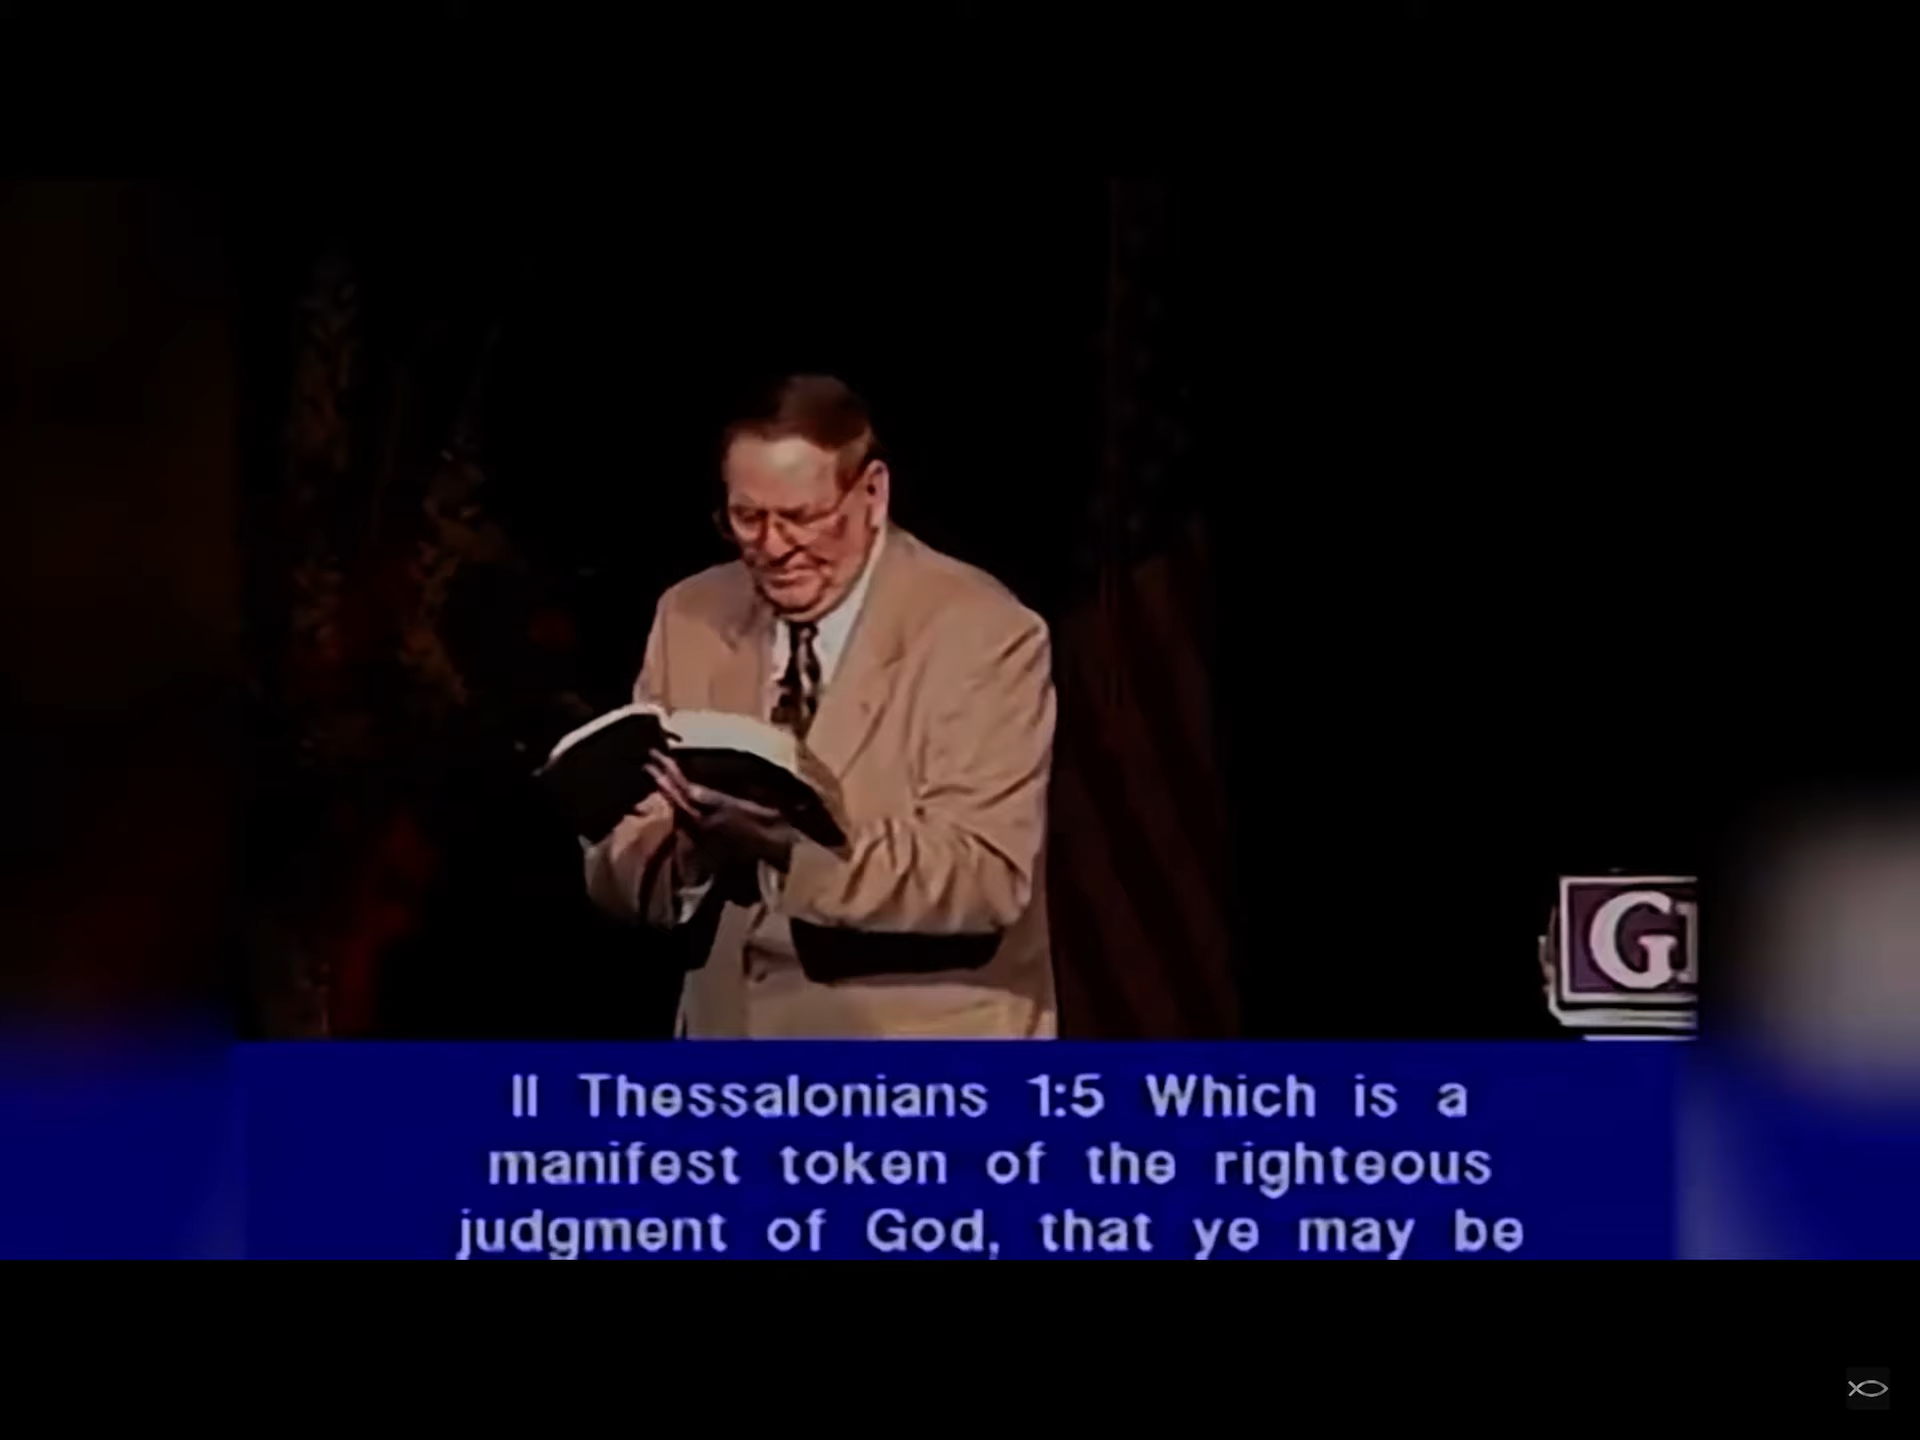 G
II Thessalonians 1:5 Which is a
manifest token of the righteous
judgment of God, that ye may be